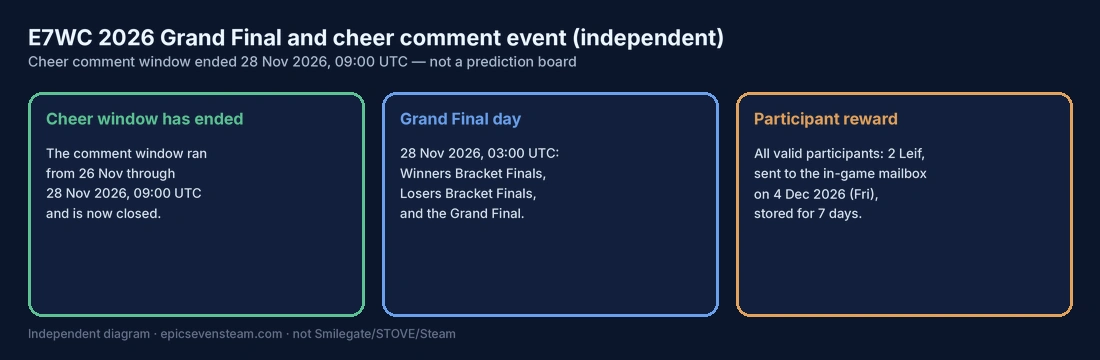 E7WC 2026 Grand Final and cheer comment event (independent)
Cheer comment window ended 28 Nov 2026, 09:00 UTC — not a prediction board
Cheer window has ended
The comment window ran
from 26 Nov through
28 Nov 2026, 09:00 UTC
and is now closed.
Grand Final day
28 Nov 2026, 03:00 UTC:
Winners Bracket Finals,
Losers Bracket Finals,
and the Grand Final.
Participant reward
All valid participants: 2 Leif,
sent to the in-game mailbox
on 4 Dec 2026 (Fri),
stored for 7 days.
Independent diagram · epicsevensteam.com · not Smilegate/STOVE/Steam